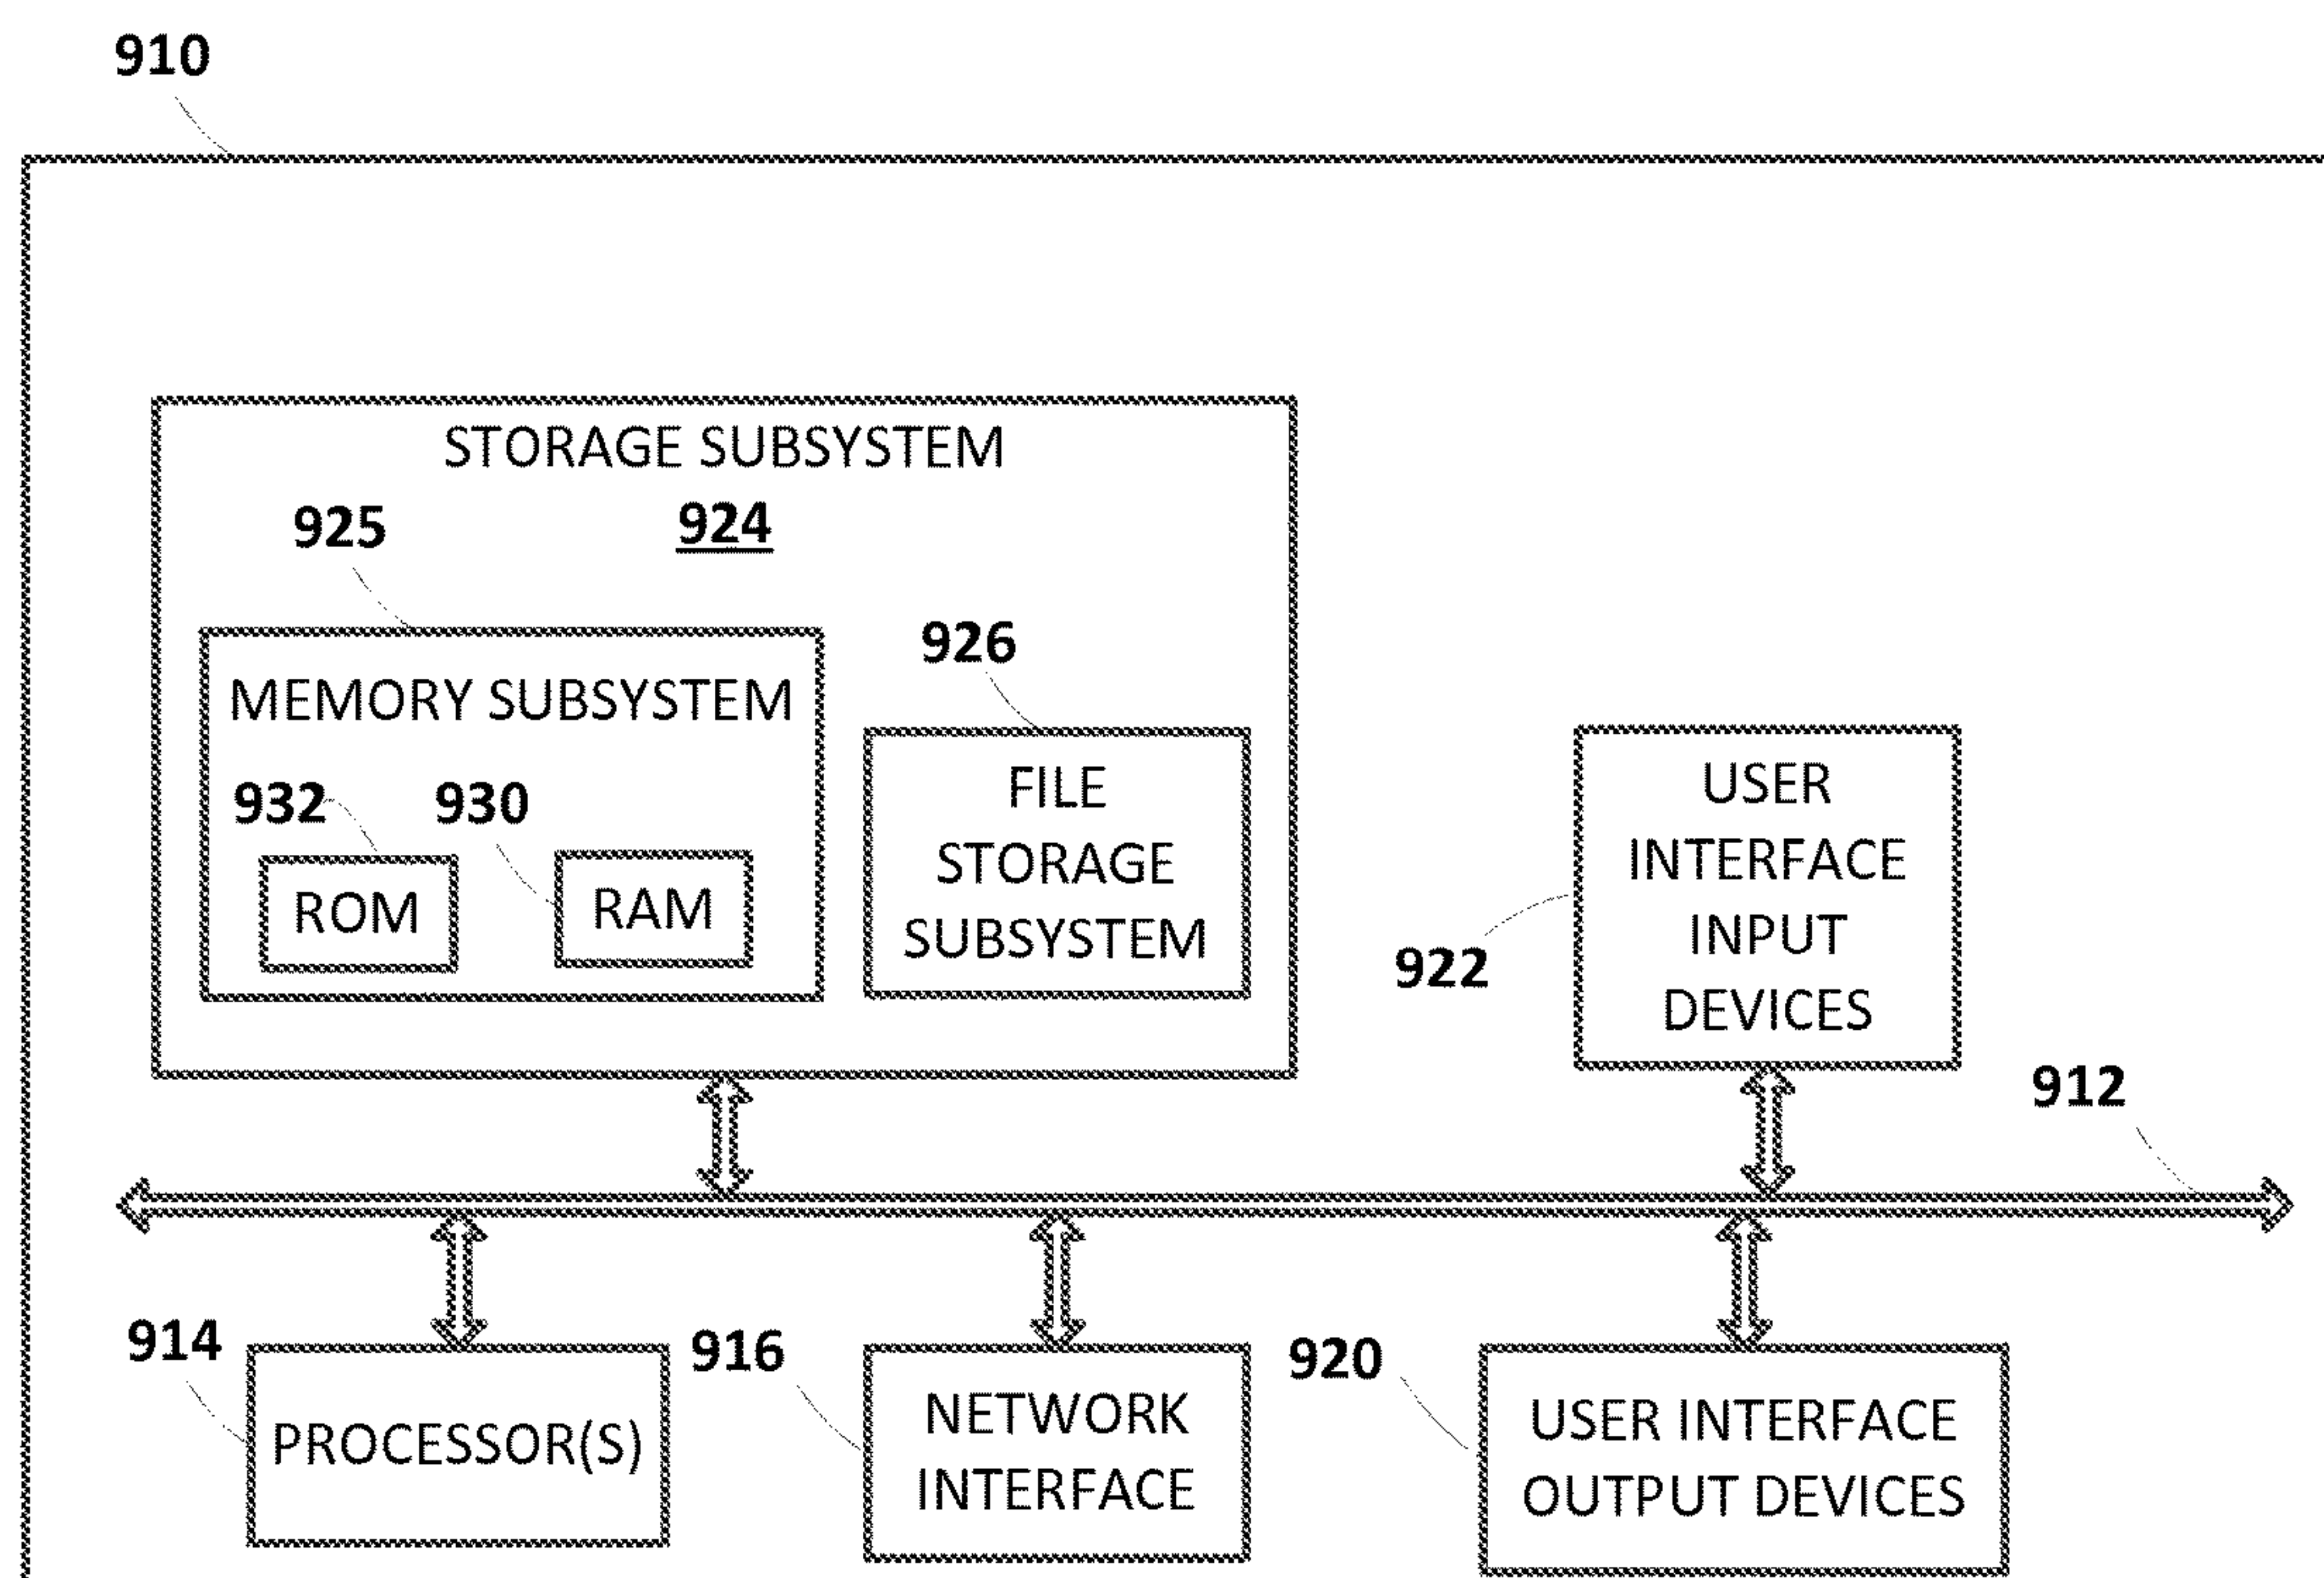 910
STORAGE SUBSYSTEM
925
924
926
MEMORY SUBSYSTEM
932
930
ROM
RAM
FILE
STORAGE
SUBSYSTEM
USER
INTERFACE
INPUT
DEVICES
922
912
914
916
920
PROCESSOR(S)
NETWORK
INTERFACE
USER INTERFACE
OUTPUT DEVICES